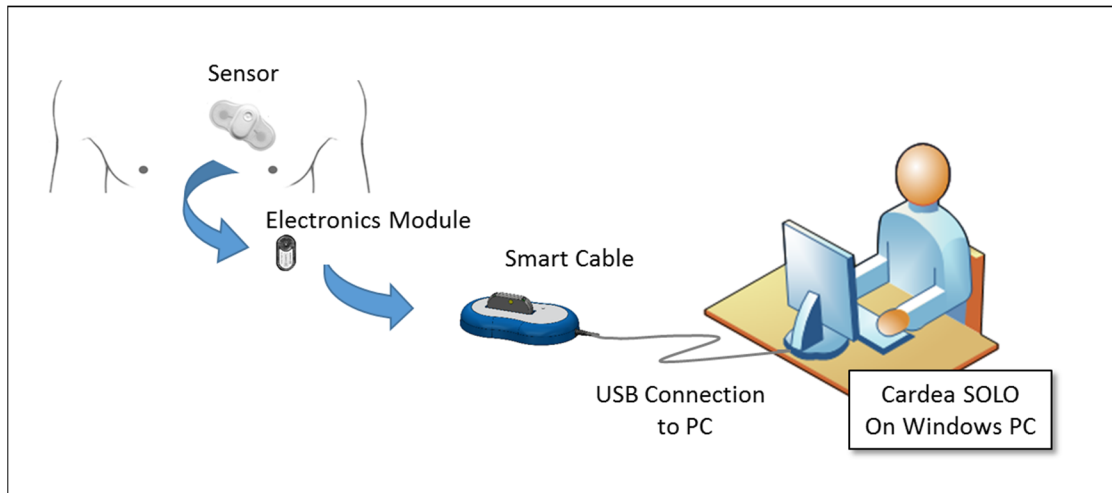 Sensor
Electronics Module
Smart Cable
USB Connection
to PC
Cardea SOLO
On Windows PC